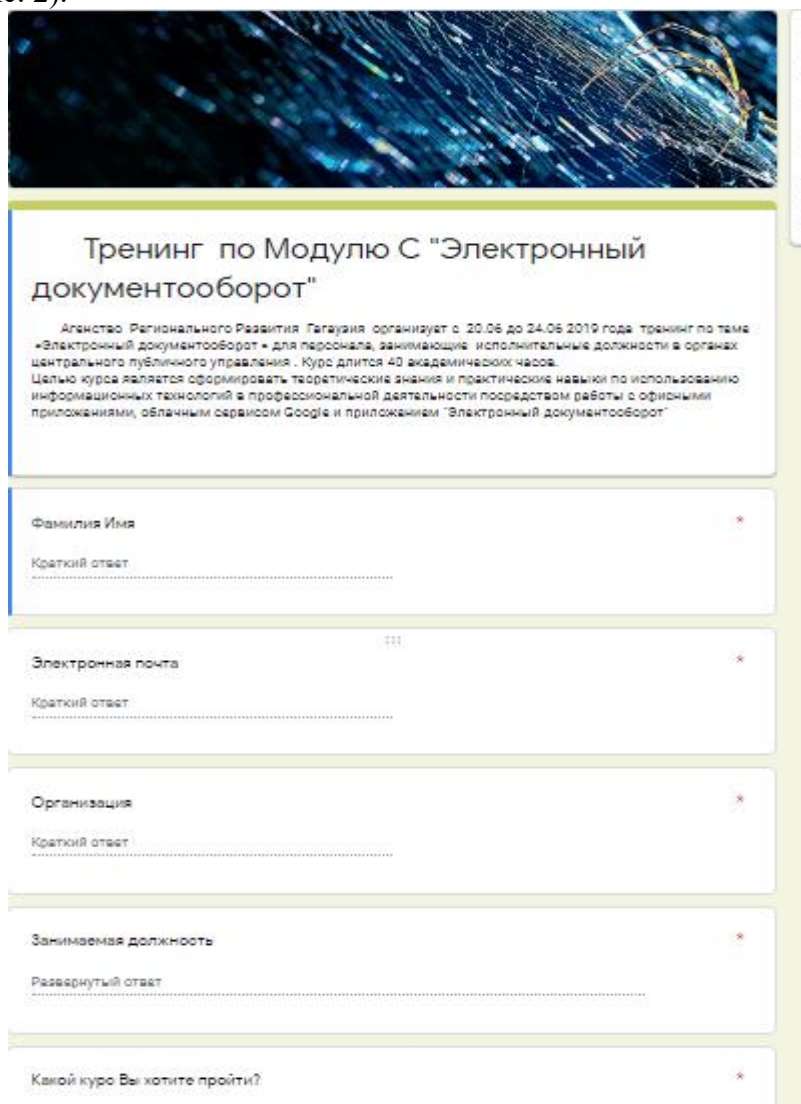 с. 2).
Тренинг по Модулю С "Электронный
документооборот"
Агенство Регионального Развития Гагаузия организует с 20.06 до 24.06 2019 года тренинг по теме
«Электронный документооборот « для персонала, занимающие исполнительные должности в органах
центрального публичного управления . Курс длится 40 академических часов.
Целью курса является сформировать теоретические знания и практические навыки по использованию
информационных технологий в профессиональной деятельности посредством работы с офисными
приложениями, облачным сервисом Google и приложением "Электронный документооборот"
Фамилия Имя *
Краткий ответ
Электронная почта *
Краткий ответ
Организация *
Краткий ответ
Занимаемая должность *
Развернутый ответ
Какой курс Вы хотите пройти? *